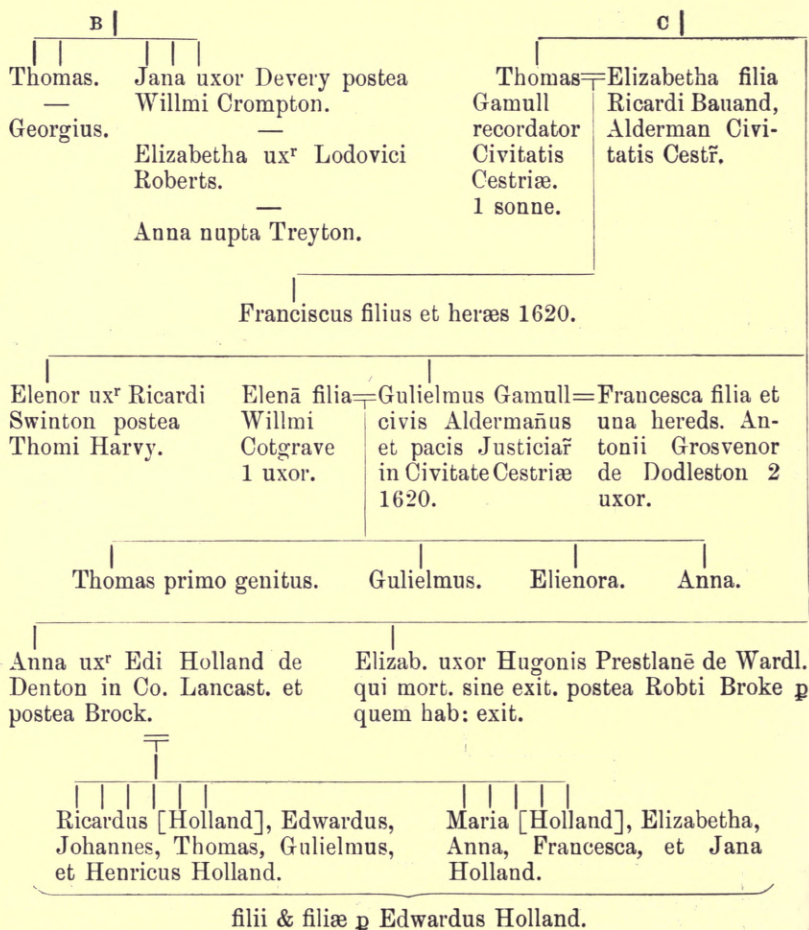 B
C
Thomas.
—
Georgius.
Jana uxor Devery postea
Willmi Crompton.
—
Elizabetha uxʳ Lodovici
Roberts.
—
Anna nupta Treyton.
Thomas
Gamull
recordator
Civitatis
Cestriæ.
1 sonne.
Elizabetha filia
Ricardi Bauand,
Alderman Civi-
tatis Cestr̃.
Franciscus filius et heræs 1620.
Elenor uxʳ Ricardi
Swinton postea
Thomi Harvy.
Elenā filia
Willmi
Cotgrave
1 uxor.
Gulielmus Gamull
civis Aldermañus
et pacis Justiciar̃
in Civitate Cestriæ
1620.
Francesca filia et
una hereds. An-
tonii Grosvenor
de Dodleston 2
uxor.
Thomas primo genitus.
Gulielmus.
Elienora.
Anna.
Anna uxʳ Edi Holland de
Denton in Co. Lancast. et
postea Brock.
Elizab. uxor Hugonis Prestlanē de Wardl.
qui mort. sine exit. postea Robti Broke ꝑ
quem hab: exit.
Ricardus [Holland], Edwardus,
Johannes, Thomas, Gulielmus,
et Henricus Holland.
Maria [Holland], Elizabetha,
Anna, Francesca, et Jana
Holland.
filii & filiæ ꝑ Edwardus Holland.